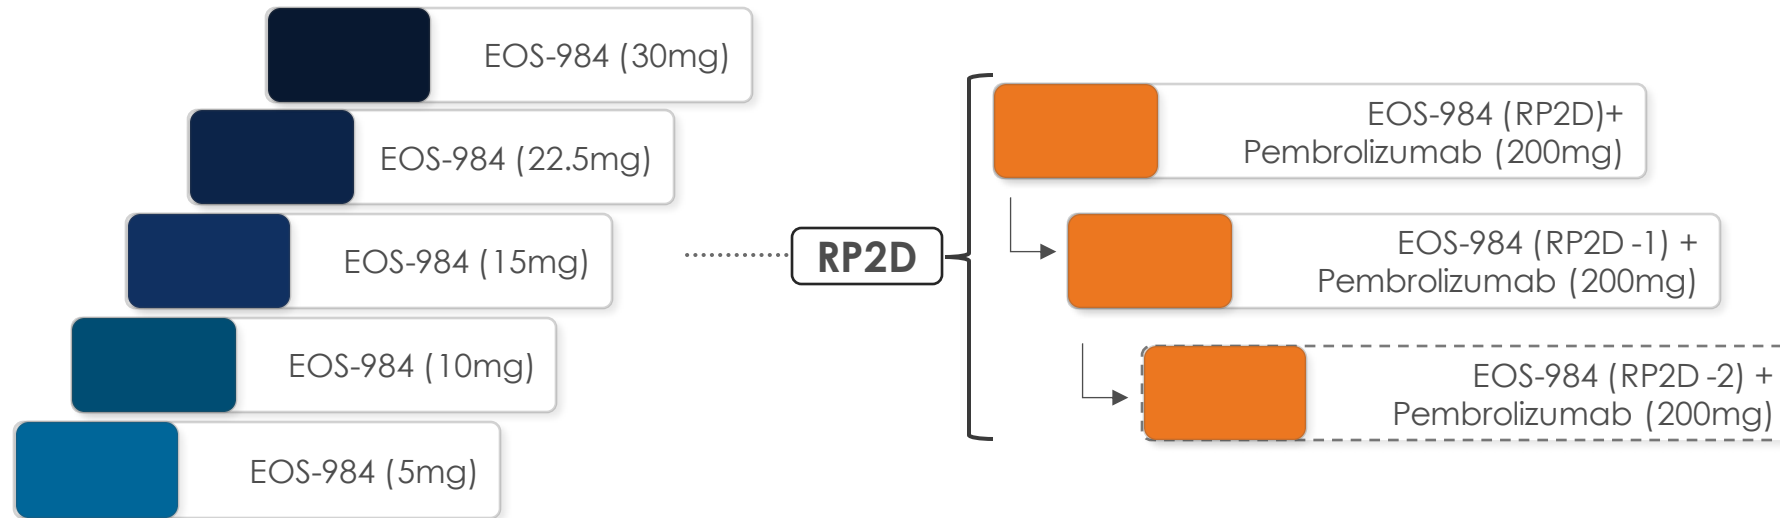 EOS-984 (30mg)
EOS-984 (22.5mg)
EOS-984 (15mg)
EOS-984 (10mg)
EOS-984 (5mg)
RP2D
EOS-984 (RP2D)+
Pembrolizumab (200mg)
EOS-984 (RP2D -1) +
Pembrolizumab (200mg)
EOS-984 (RP2D -2) +
Pembrolizumab (200mg)